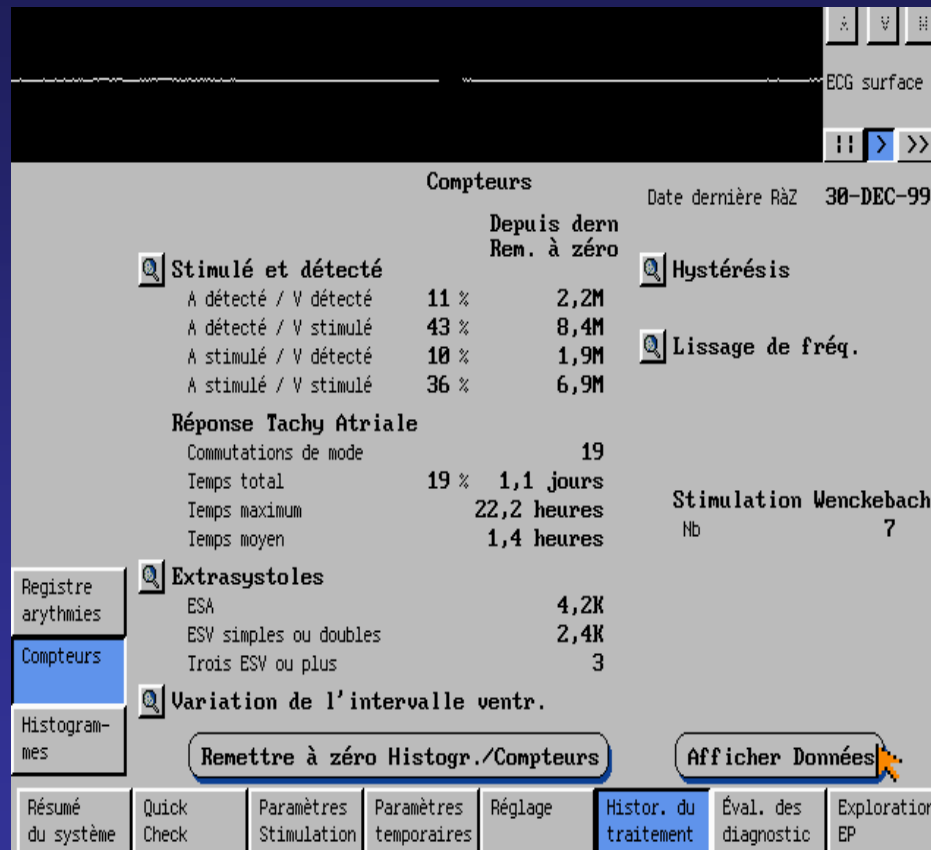 A V M
ECG surface
Compteurs
Date dernière RàZ 30-DEC-99
Depuis dern
Rem. à zéro
Stimulé et détecté
A détecté / V détecté 11 % 2,2M
A détecté / V stimulé 43 % 8,4M
A stimulé / V détecté 10 % 1,9M
A stimulé / V stimulé 36 % 6,9M
Réponse Tachy Atriale
Commutations de mode 19
Temps total 19 % 1,1 jours
Temps maximum 22,2 heures
Temps moyen 1,4 heures
Extrasystoles
ESA 4,2K
ESV simples ou doubles 2,4K
Trois ESV ou plus 3
Variation de l'intervalle ventr.
Hystérésis
Lissage de fréq.
Stimulation Wenckebach
Nb 7
Registre
arythmies
Compteurs
Histogram-
mes
Remettre à zéro Histogr./Compteurs
Afficher Données
Résumé
du système
Quick
Check
Paramètres
Stimulation
Paramètres
temporaires
Réglage
Histor. du
traitement
Éval. des
diagnostic
Exploration
EP